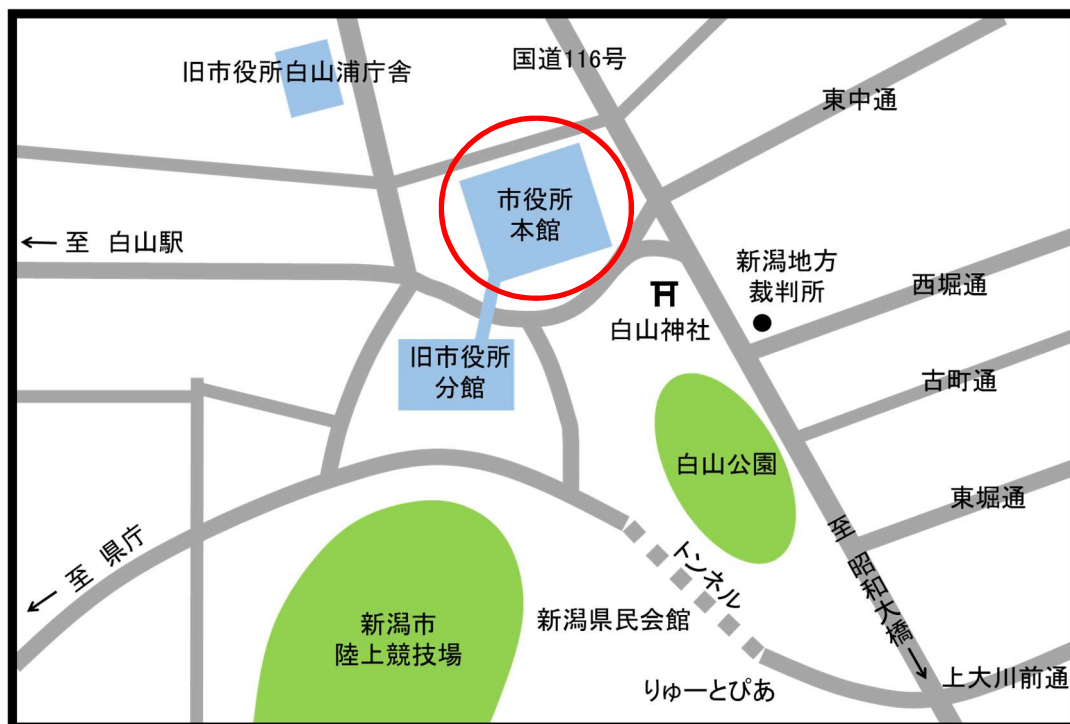 旧市役所白山浦庁舎
国道116号
東中通
市役所
本館
← 至 白山駅
新潟地方
裁判所
西堀通
白山神社
旧市役所
分館
古町通
白山公園
東堀通
← 至 県庁
トンネル
至 昭和大橋 →
新潟市
陸上競技場
新潟県民会館
りゅーとぴあ
上大川前通